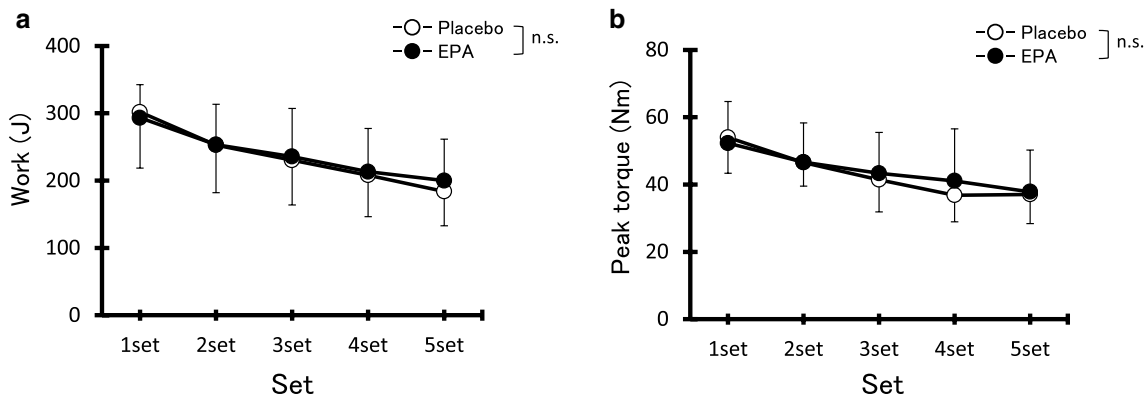 a
Placebo
EPA
n.s.
400
300
200
100
0
Work (J)
1set 2set 3set 4set 5set
Set
b
Placebo
EPA
n.s.
80
60
40
20
0
Peak torque (Nm)
1set 2set 3set 4set 5set
Set